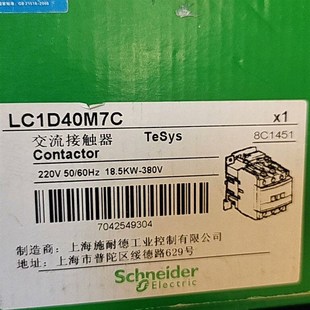 LC1D40M7C x1
交流接触器 TeSys 8C1451
Contactor
220V 50/60Hz 18.5KW-380V
7042549304
制造商：上海施耐德工业控制有限公司
地址：上海市普陀区绥德路629号
Schneider
Electric